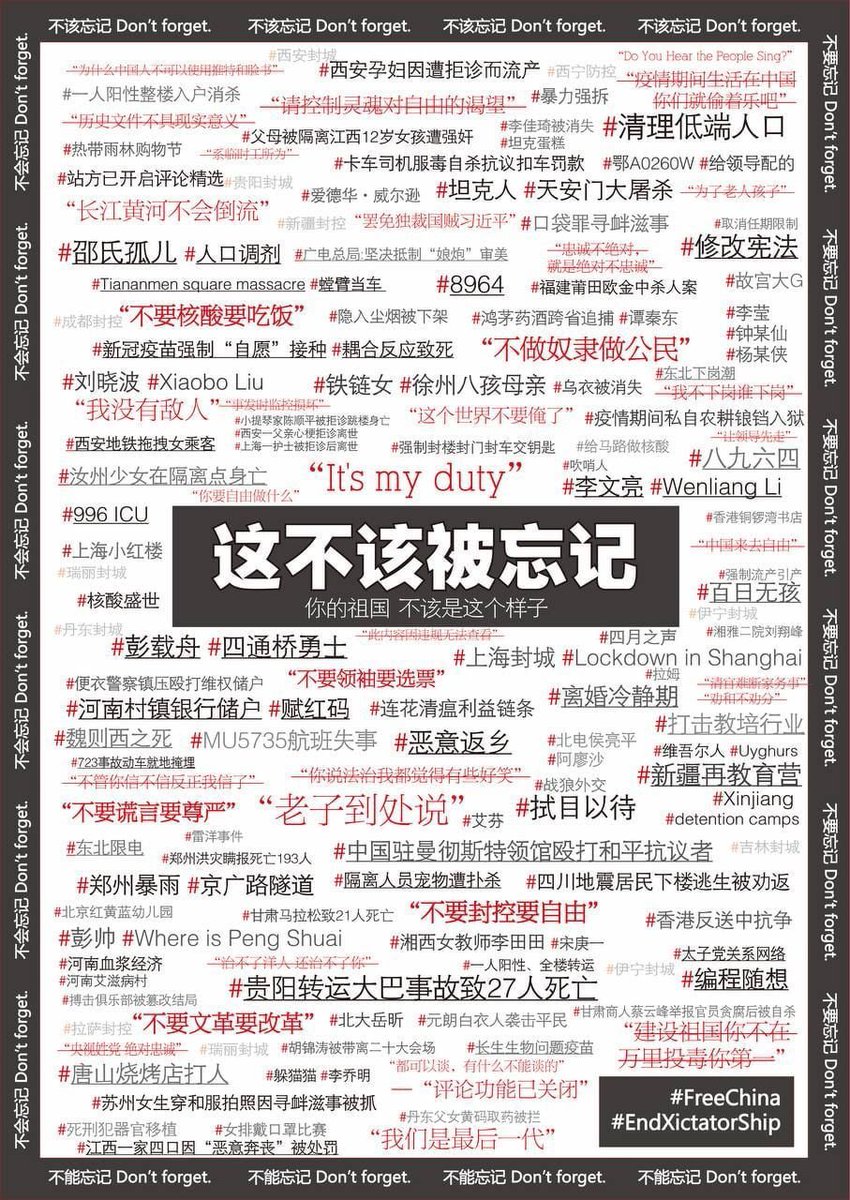 不该忘记 Don't forget. 不该忘记 Don't forget. 不该忘记 Don't forget. 不该忘记 Don't forget.
“为什么中国人不可以使用推特和脸书” #西安封城 #西安孕妇因遭拒诊而流产 #西宁防控 “Do You Hear the People Sing?”
#一人阳性整楼入户消杀 “请控制灵魂对自由的渴望” #暴力强拆 “疫情期间生活在中国
你们就偷着乐吧”
“历史文件不具现实意义” #父母被隔离江西12岁女孩遭强奸 #李佳琦被消失 #清理低端人口
#坦克蛋糕
#热带雨林购物节 “系临时工所为” #卡车司机服毒自杀抗议扣车罚款 #鄂A0260W #给领导配的
#站方已开启评论精选 #贵阳封城 #爱德华·威尔逊 #坦克人 #天安门大屠杀 “为了老人孩子”
“长江黄河不会倒流” #新疆封控 “罢免独裁国贼习近平” #口袋罪寻衅滋事 #取消任期限制
#邵氏孤儿 #人口调剂 #广电总局:坚决抵制“娘炮”审美 “忠诚不绝对，
就是绝对不忠诚” #修改宪法
#Tiananmen square massacre #螳臂当车 #8964 #福建莆田欧金中杀人案 #故宫大G
#成都封控 “不要核酸要吃饭” #隐入尘烟被下架 #鸿茅药酒跨省追捕 #谭秦东 #李莹
#钟某仙
#杨某侠
#新冠疫苗强制“自愿”接种 #耦合反应致死 “不做奴隶做公民”
#刘晓波 #Xiaobo Liu #铁链女 #徐州八孩母亲 #乌衣被消失 #东北下岗潮
“我不下岗谁下岗”
“我没有敌人” “事发时监控损坏” “这个世界不要俺了” #疫情期间私自农耕锒铛入狱
#小提琴家陈顺平被拒诊跳楼身亡
#西安一父亲心梗拒诊离世
#上海一护士被拒诊后离世
“让领导先走”
#西安地铁拖拽女乘客 #强制封楼封门封车交钥匙 #给马路做核酸 #八九六四
#汝州少女在隔离点身亡 “It's my duty” #吹哨人
“你要自由做什么” #李文亮 #Wenliang Li
#996 ICU #香港铜锣湾书店
这不该被忘记
你的祖国 不该是这个样子
#上海小红楼 “中国来去自由”
#瑞丽封城 #强制流产引产
#核酸盛世 #百日无孩
#伊宁封城
#丹东封城 “此内容因违规无法查看” #四月之声 #湘雅二院刘翔峰
#彭载舟 #四通桥勇士 #上海封城 #Lockdown in Shanghai
#便衣警察镇压殴打维权储户 “不要领袖要选票” #拉姆 “清官难断家务事”
“劝和不劝分”
#河南村镇银行储户 #赋红码 #连花清瘟利益链条 #离婚冷静期
#魏则西之死 #MU5735航班失事 #恶意返乡 #北电侯亮平 #打击教培行业
#723事故动车就地掩埋 #阿廖沙 #维吾尔人 #Uyghurs
“不管你信不信反正我信了” “你说法治我都觉得有些好笑” #战狼外交 #新疆再教育营
“不要谎言要尊严” “老子到处说” #艾芬 #拭目以待 #Xinjiang
#detention camps
#东北限电 #雷洋事件 #郑州洪灾瞒报死亡193人 #中国驻曼彻斯特领馆殴打和平抗议者 #吉林封城
#郑州暴雨 #京广路隧道 #隔离人员宠物遭扑杀 #四川地震居民下楼逃生被劝返
#北京红黄蓝幼儿园 #甘肃马拉松致21人死亡 “不要封控要自由” #香港反送中抗争
#彭帅 #Where is Peng Shuai #湘西女教师李田田 #宋庚一
#河南血浆经济 “治不了洋人 还治不了你” #一人阳性、全楼转运 #伊宁封城 #太子党关系网络
#河南艾滋病村
#搏击俱乐部被篡改结局 #贵阳转运大巴事故致27人死亡 #编程随想
#拉萨封控 “不要文革要改革” #北大岳昕 #元朗白衣人袭击平民 #甘肃商人蔡云峰举报官员贪腐后被自杀
“央视姓党 绝对忠诚” #瑞丽封城 #胡锦涛被带离二十大会场 #长生生物问题疫苗 “建设祖国你不在
万里投毒你第一”
#唐山烧烤店打人 #躲猫猫 #李乔明 “都可以谈，有什么不能谈的”
— “评论功能已关闭”
#苏州女生穿和服拍照因寻衅滋事被抓
#FreeChina
#EndXictatorShip
#死刑犯器官移植 #女排戴口罩比赛 #丹东父女黄码取药被拦
#江西一家四口因“恶意奔丧”被处罚 “我们是最后一代”
不能忘记 Don't forget. 不能忘记 Don't forget. 不能忘记 Don't forget. 不能忘记 Don't forget.
不会忘记 Don't forget. 不会忘记 Don't forget. 不会忘记 Don't forget. 不会忘记 Don't forget. 不会忘记 Don't forget. 不会忘记 Don't forget.
不要忘记 Don't forget. 不要忘记 Don't forget. 不要忘记 Don't forget. 不要忘记 Don't forget. 不要忘记 Don't forget. 不要忘记 Don't forget.